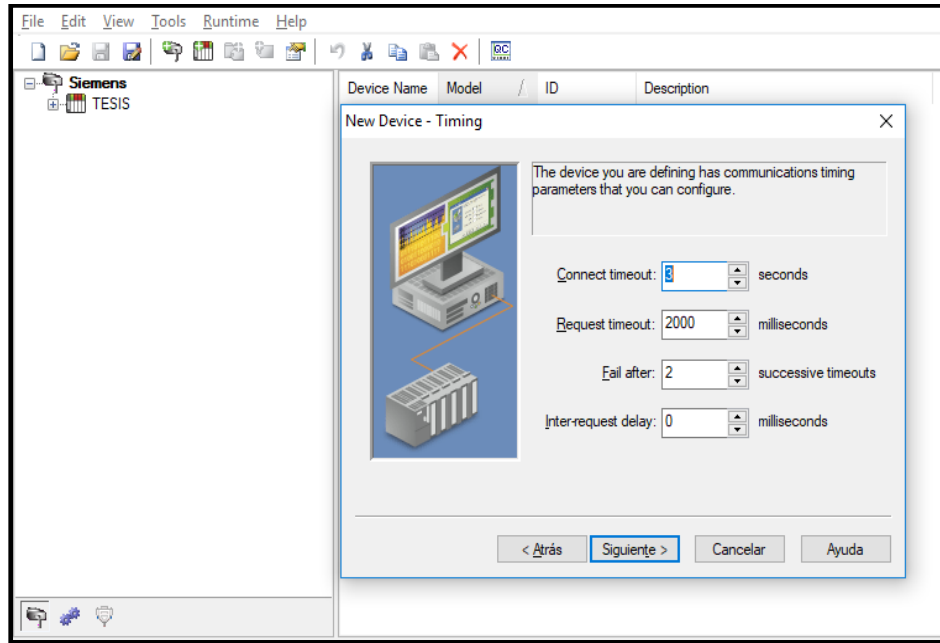 File Edit View Tools Runtime Help
QC
Siemens
TESIS
Device Name Model / ID Description
New Device - Timing
The device you are defining has communications timing
parameters that you can configure.
Connect timeout: 3 seconds
Request timeout: 2000 milliseconds
Fail after: 2 successive timeouts
Inter-request delay: 0 milliseconds
< Atrás Siguiente > Cancelar Ayuda